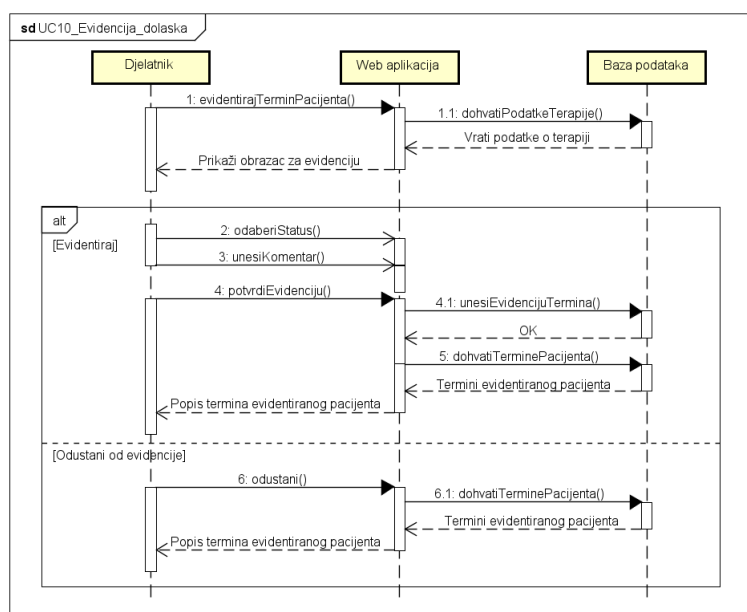 sd UC10_Evidencija_dolaska
Djelatnik
Web aplikacija
Baza podataka
1: evidentirajTerminPacijenta()
1.1: dohvatiPodatkeTerapije()
Vrati podatke o terapiji
Prikaži obrazac za evidenciju
alt
[Evidentiraj]
2: odaberiStatus()
3: unesiKomentar()
4: potvrdiEvidenciju()
4.1: unesiEvidencijuTermina()
OK
5: dohvatiTerminePacijenta()
Termini evidentiranog pacijenta
Popis termina evidentiranog pacijenta
[Odustani od evidencije]
6: odustani()
6.1: dohvatiTerminePacijenta()
Termini evidentiranog pacijenta
Popis termina evidentiranog pacijenta